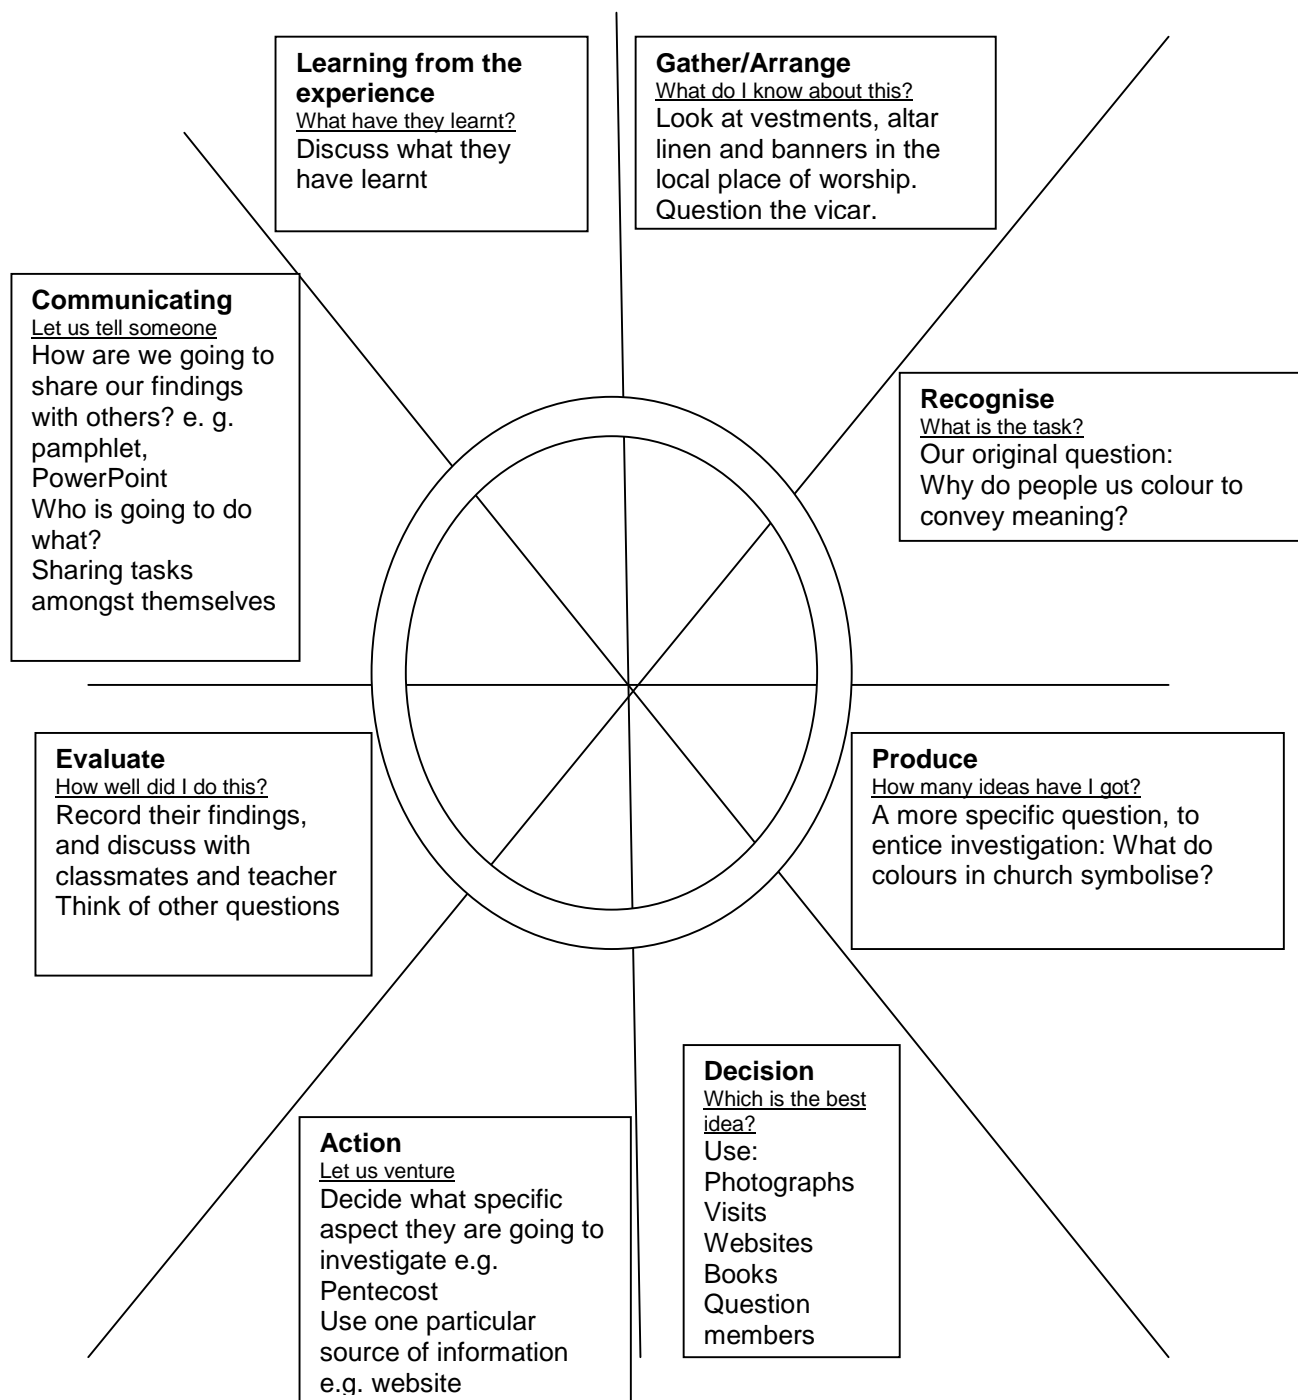 Learning from the
experience
What have they learnt?
Discuss what they
have learnt
Gather/Arrange
What do I know about this?
Look at vestments, altar
linen and banners in the
local place of worship.
Question the vicar.
Communicating
Let us tell someone
How are we going to
share our findings
with others? e. g.
pamphlet,
PowerPoint
Who is going to do
what?
Sharing tasks
amongst themselves
Recognise
What is the task?
Our original question:
Why do people us colour to
convey meaning?
Evaluate
How well did I do this?
Record their findings,
and discuss with
classmates and teacher
Think of other questions
Produce
How many ideas have I got?
A more specific question, to
entice investigation: What do
colours in church symbolise?
Action
Let us venture
Decide what specific
aspect they are going to
investigate e.g.
Pentecost
Use one particular
source of information
e.g. website
Decision
Which is the best
idea?
Use:
Photographs
Visits
Websites
Books
Question
members